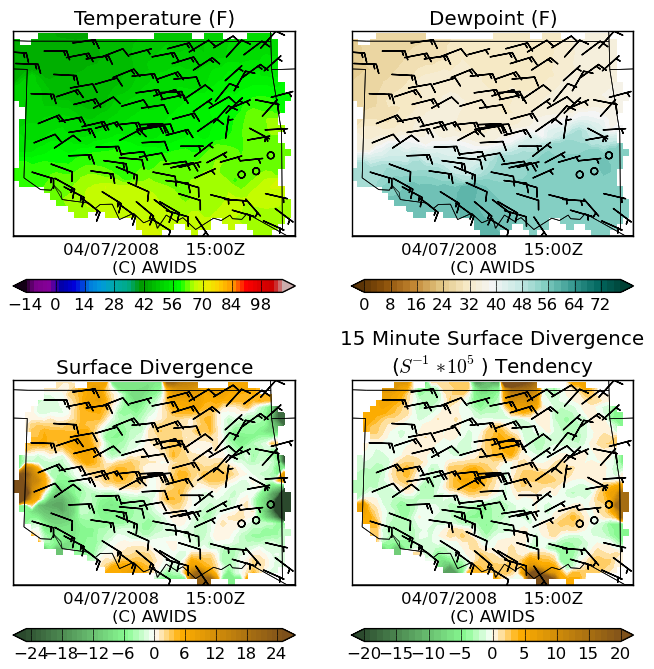 Temperature (F)
04/07/2008 15:00Z
(C) AWIDS
−14 0 14 28 42 56 70 84 98
Dewpoint (F)
04/07/2008 15:00Z
(C) AWIDS
0 8 16 24 32 40 48 56 64 72
Surface Divergence
04/07/2008 15:00Z
(C) AWIDS
−24 −18 −12 −6 0 6 12 18 24
15 Minute Surface Divergence
(S⁻¹ *10⁵ ) Tendency
04/07/2008 15:00Z
(C) AWIDS
−20 −15 −10 −5 0 5 10 15 20